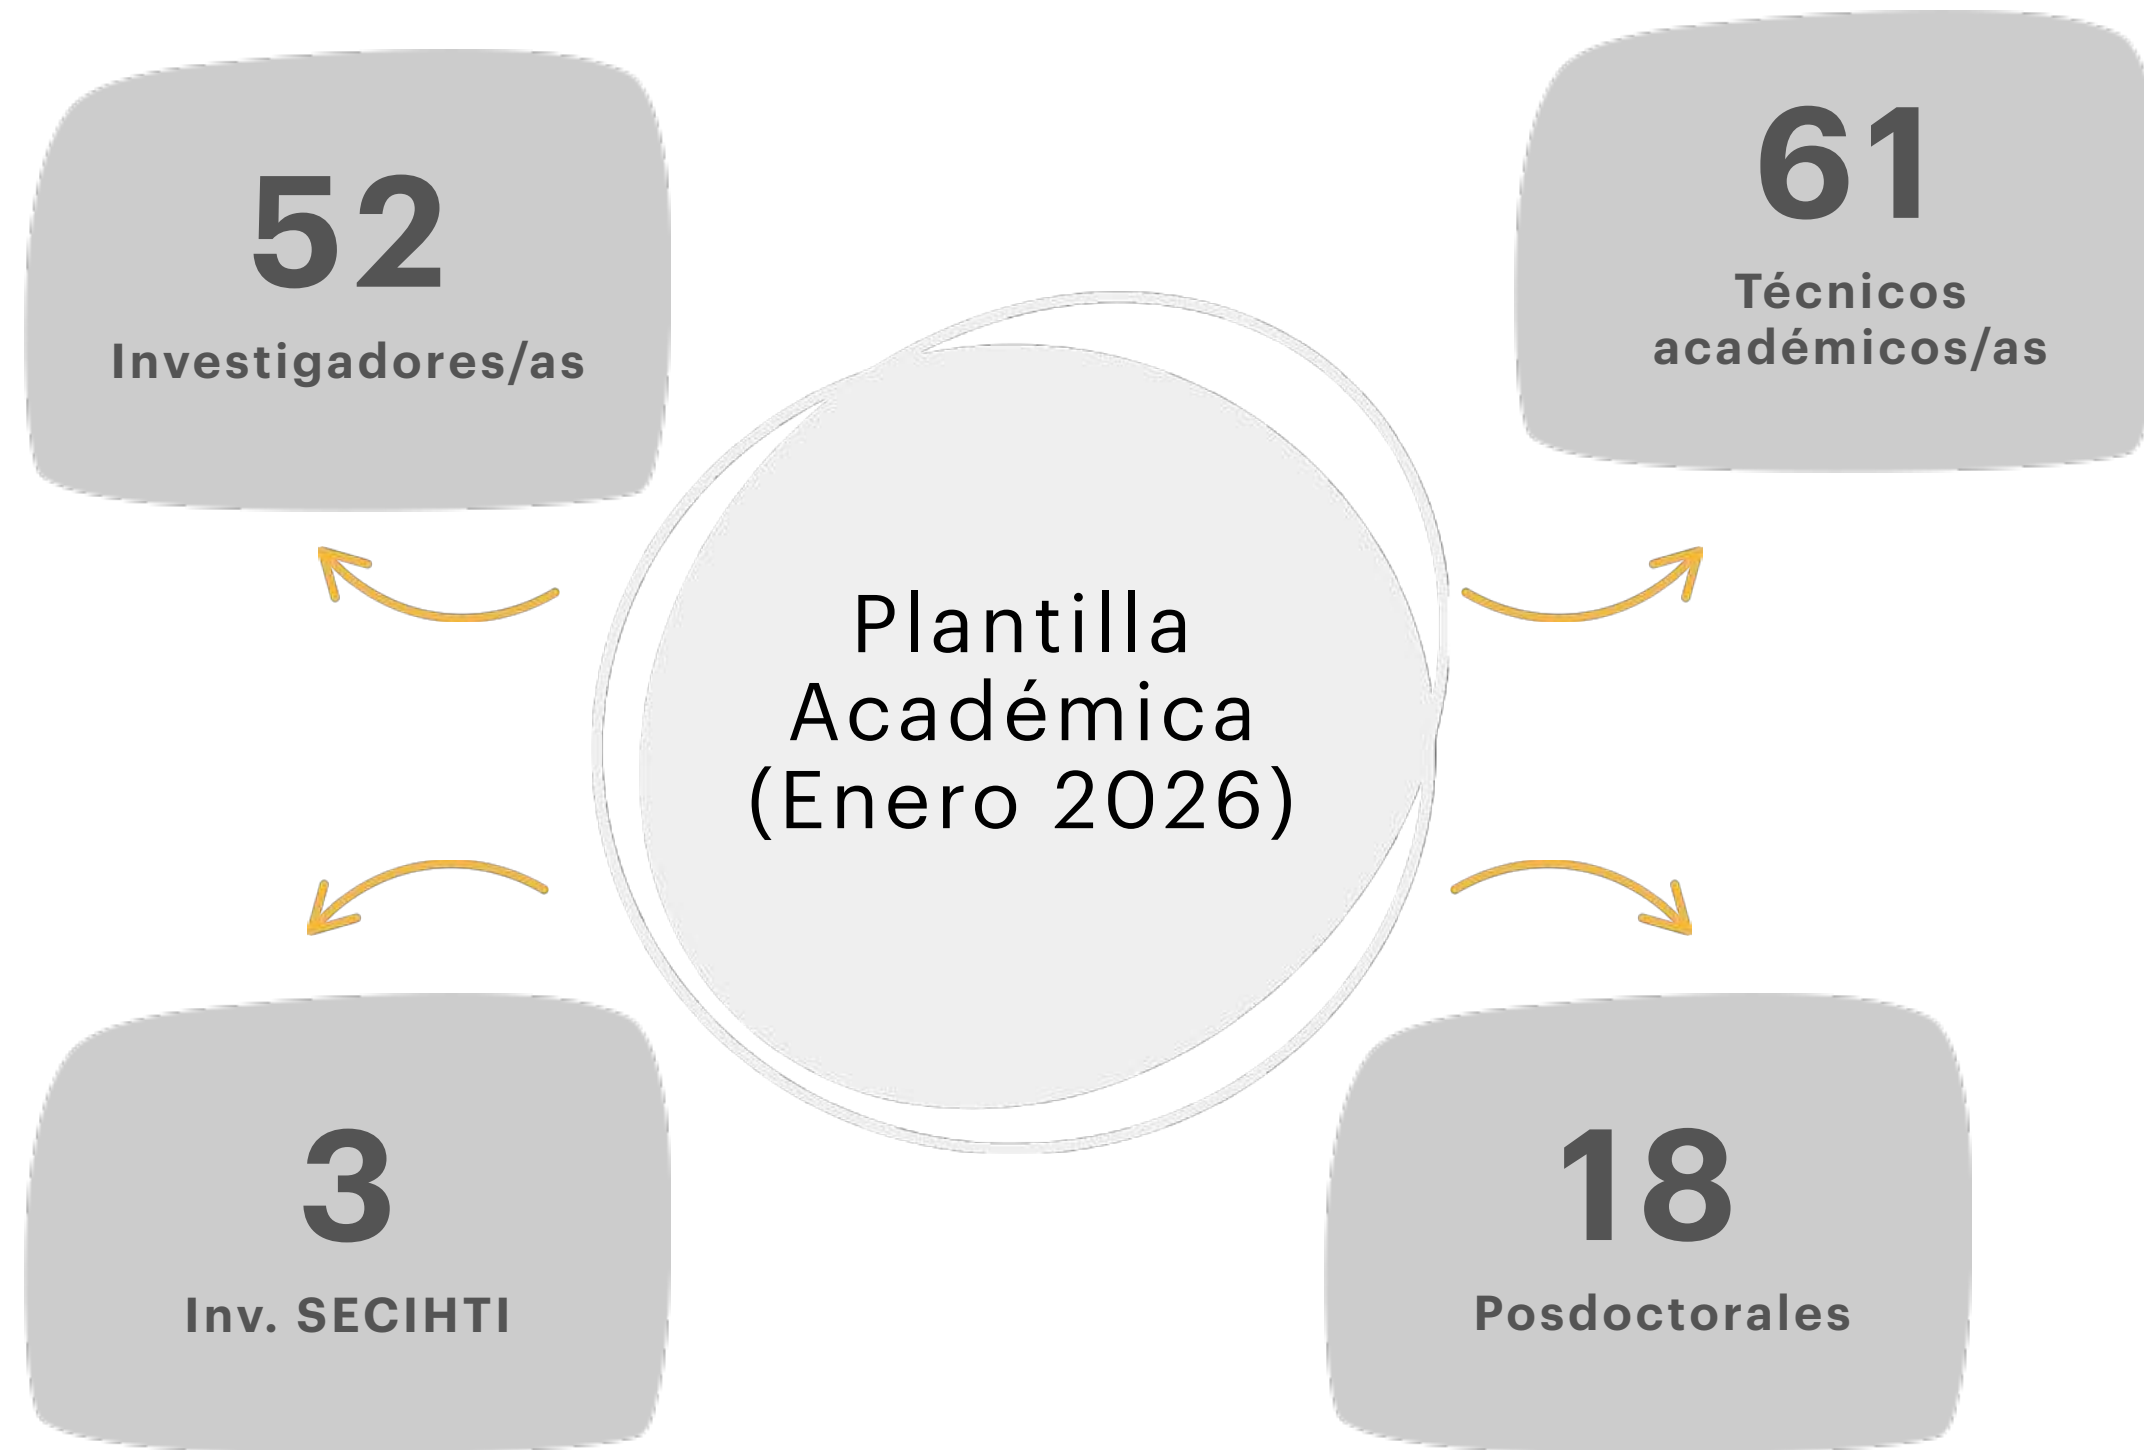 52
Investigadores/as
61
Técnicos
académicos/as
Plantilla
Académica
(Enero 2026)
3
Inv. SECIHTI
18
Posdoctorales